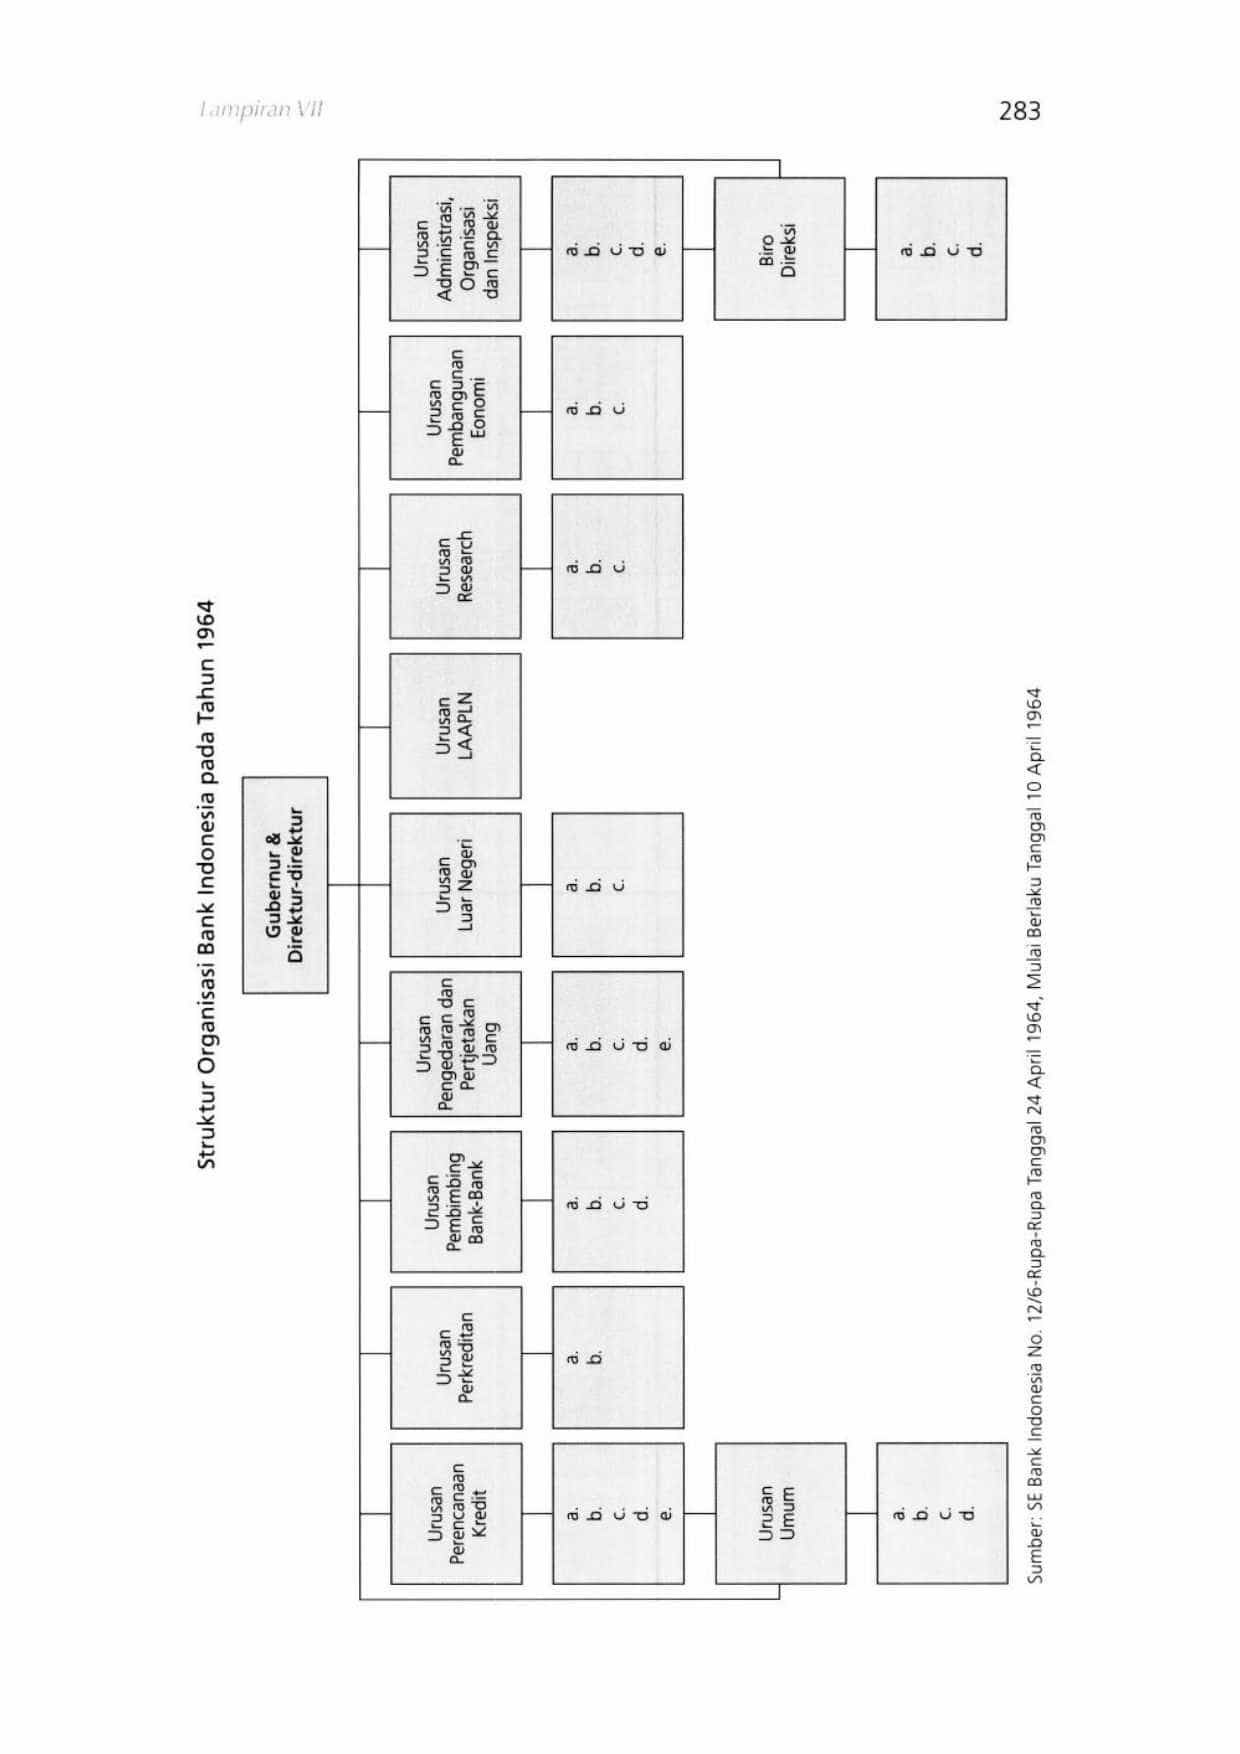 Lampiran VII
283
Struktur Organisasi Bank Indonesia pada Tahun 1964
Gubernur &
Direktur-direktur
Urusan
Perencanaan
Kredit
a.
b.
c.
d.
e.
Urusan
Umum
a.
b.
c.
d.
Urusan
Perkreditan
a.
b.
Urusan
Pembimbing
Bank-Bank
a.
b.
c.
d.
Urusan
Pengedaran dan
Pertjetakan
Uang
a.
b.
c.
d.
e.
Urusan
Luar Negeri
a.
b.
c.
Urusan
LAAPLN
Urusan
Research
a.
b.
c.
Urusan
Pembangunan
Eonomi
a.
b.
c.
Urusan
Administrasi,
Organisasi
dan Inspeksi
a.
b.
c.
d.
e.
Biro
Direksi
a.
b.
c.
d.
Sumber: SE Bank Indonesia No. 12/6-Rupa-Rupa Tanggal 24 April 1964, Mulai Berlaku Tanggal 10 April 1964